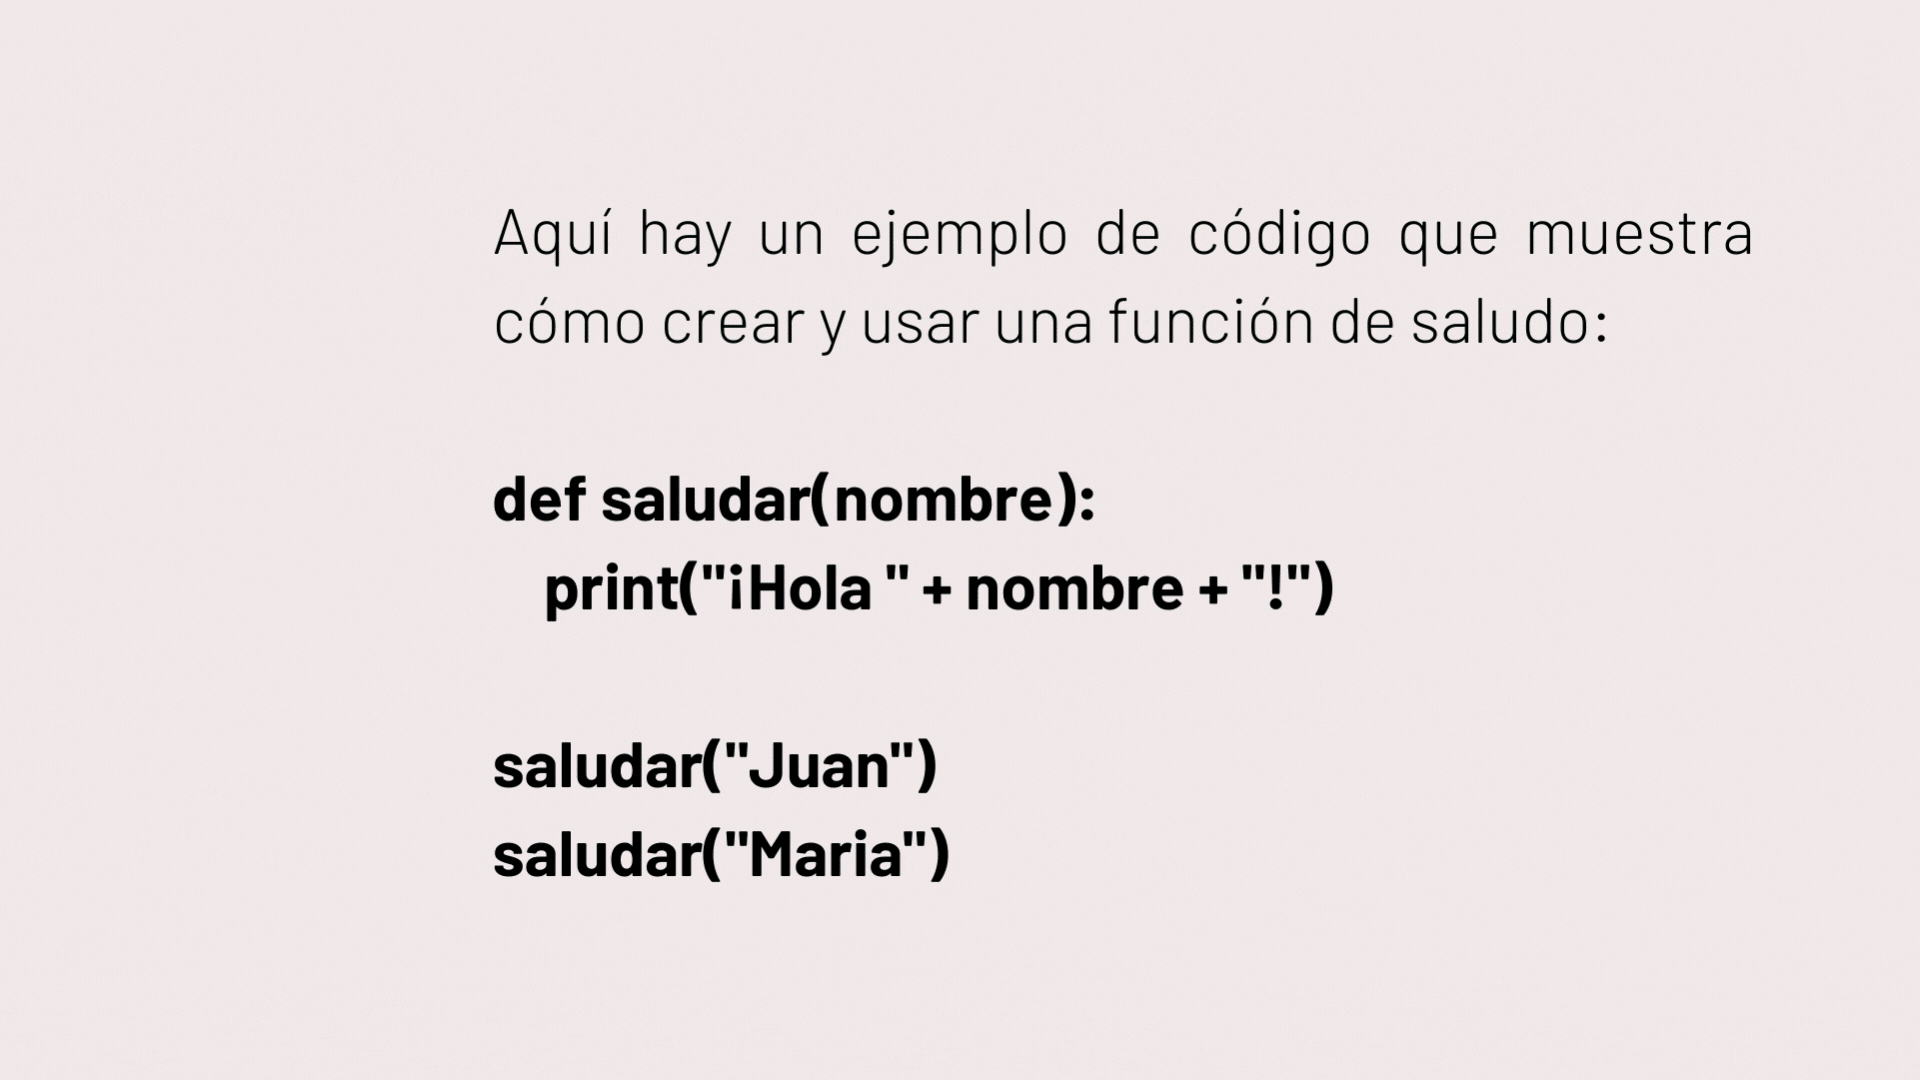 Aquí hay un ejemplo de código que muestra
cómo crear y usar una función de saludo:
def saludar(nombre):
print("¡Hola " + nombre + "!")
saludar("Juan")
saludar("Maria")